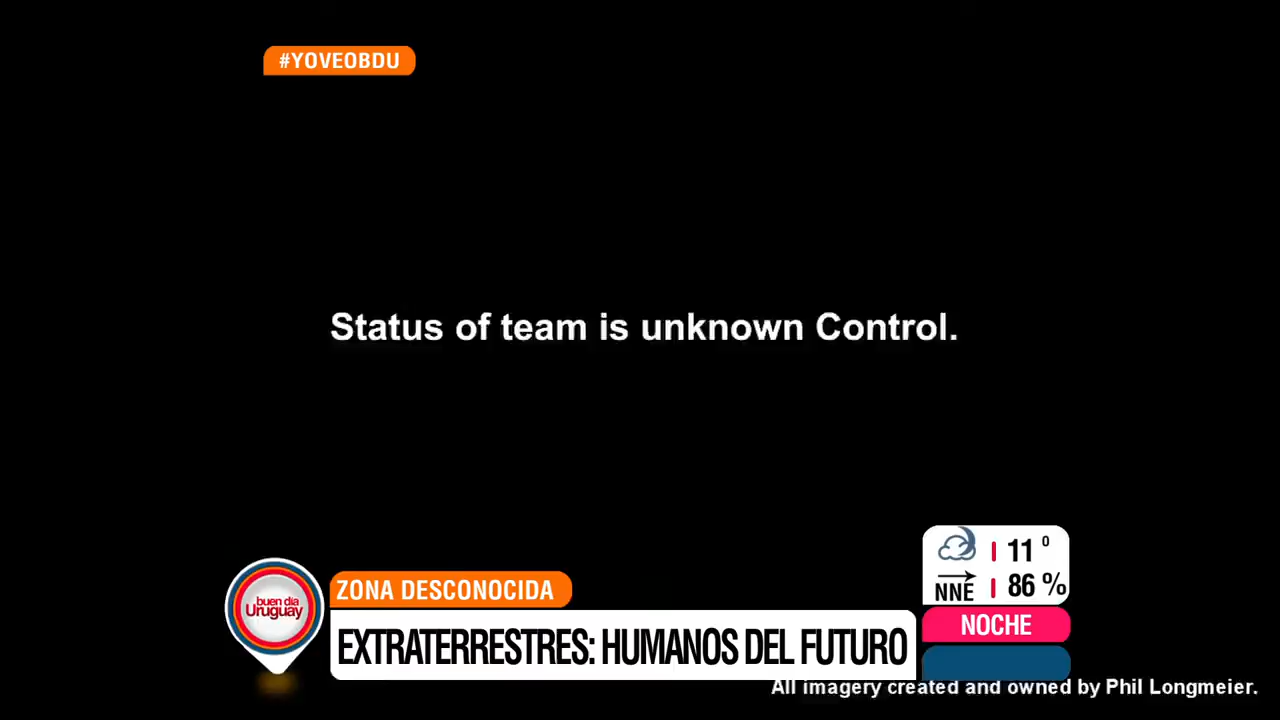 #YOVEOBDU
Status of team is unknown Control.
11 º
NNE 86 %
ZONA DESCONOCIDA
buen día
Uruguay
EXTRATERRESTRES: HUMANOS DEL FUTURO
NOCHE
All imagery created and owned by Phil Longmeier.